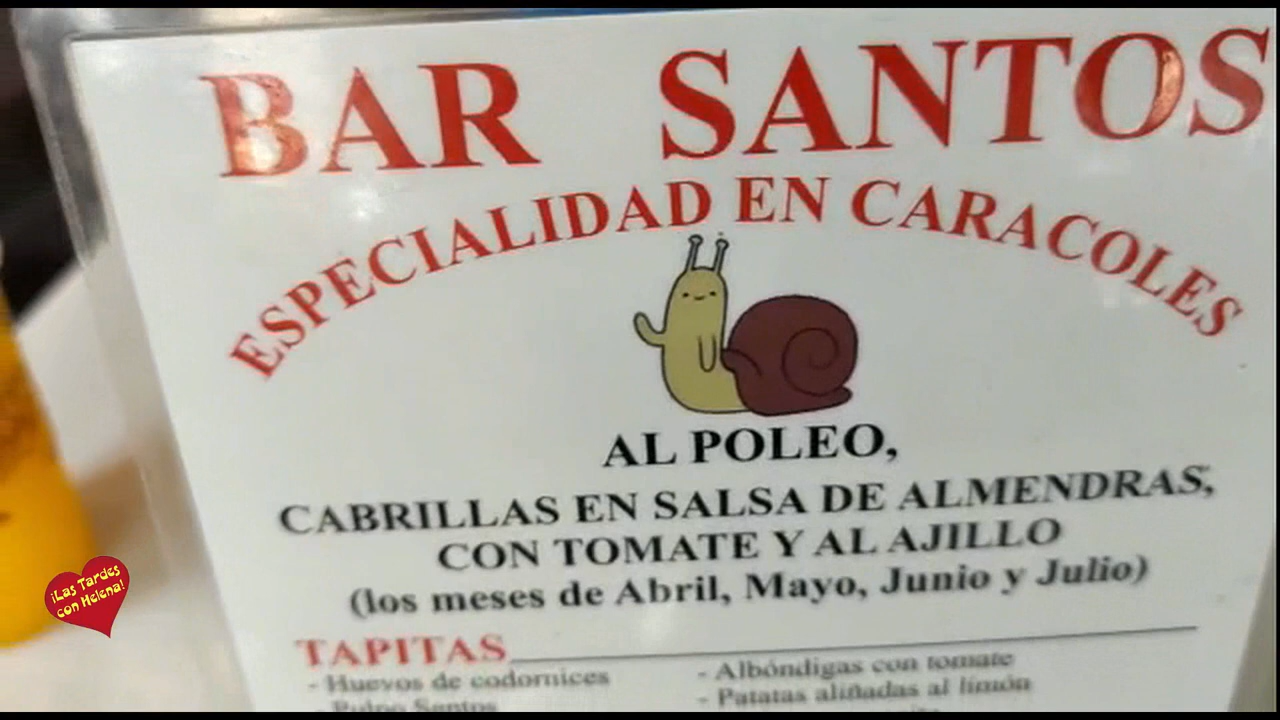 BAR SANTOS
ESPECIALIDAD EN CARACOLES
AL POLEO,
CABRILLAS EN SALSA DE ALMENDRAS,
CON TOMATE Y AL AJILLO
(los meses de Abril, Mayo, Junio y Julio)
TAPITAS
- Huevos de codornices
- Albóndigas con tomate
- Pulpo Santos
- Patatas aliñadas al limón
¡Las Tardes
con Helena!